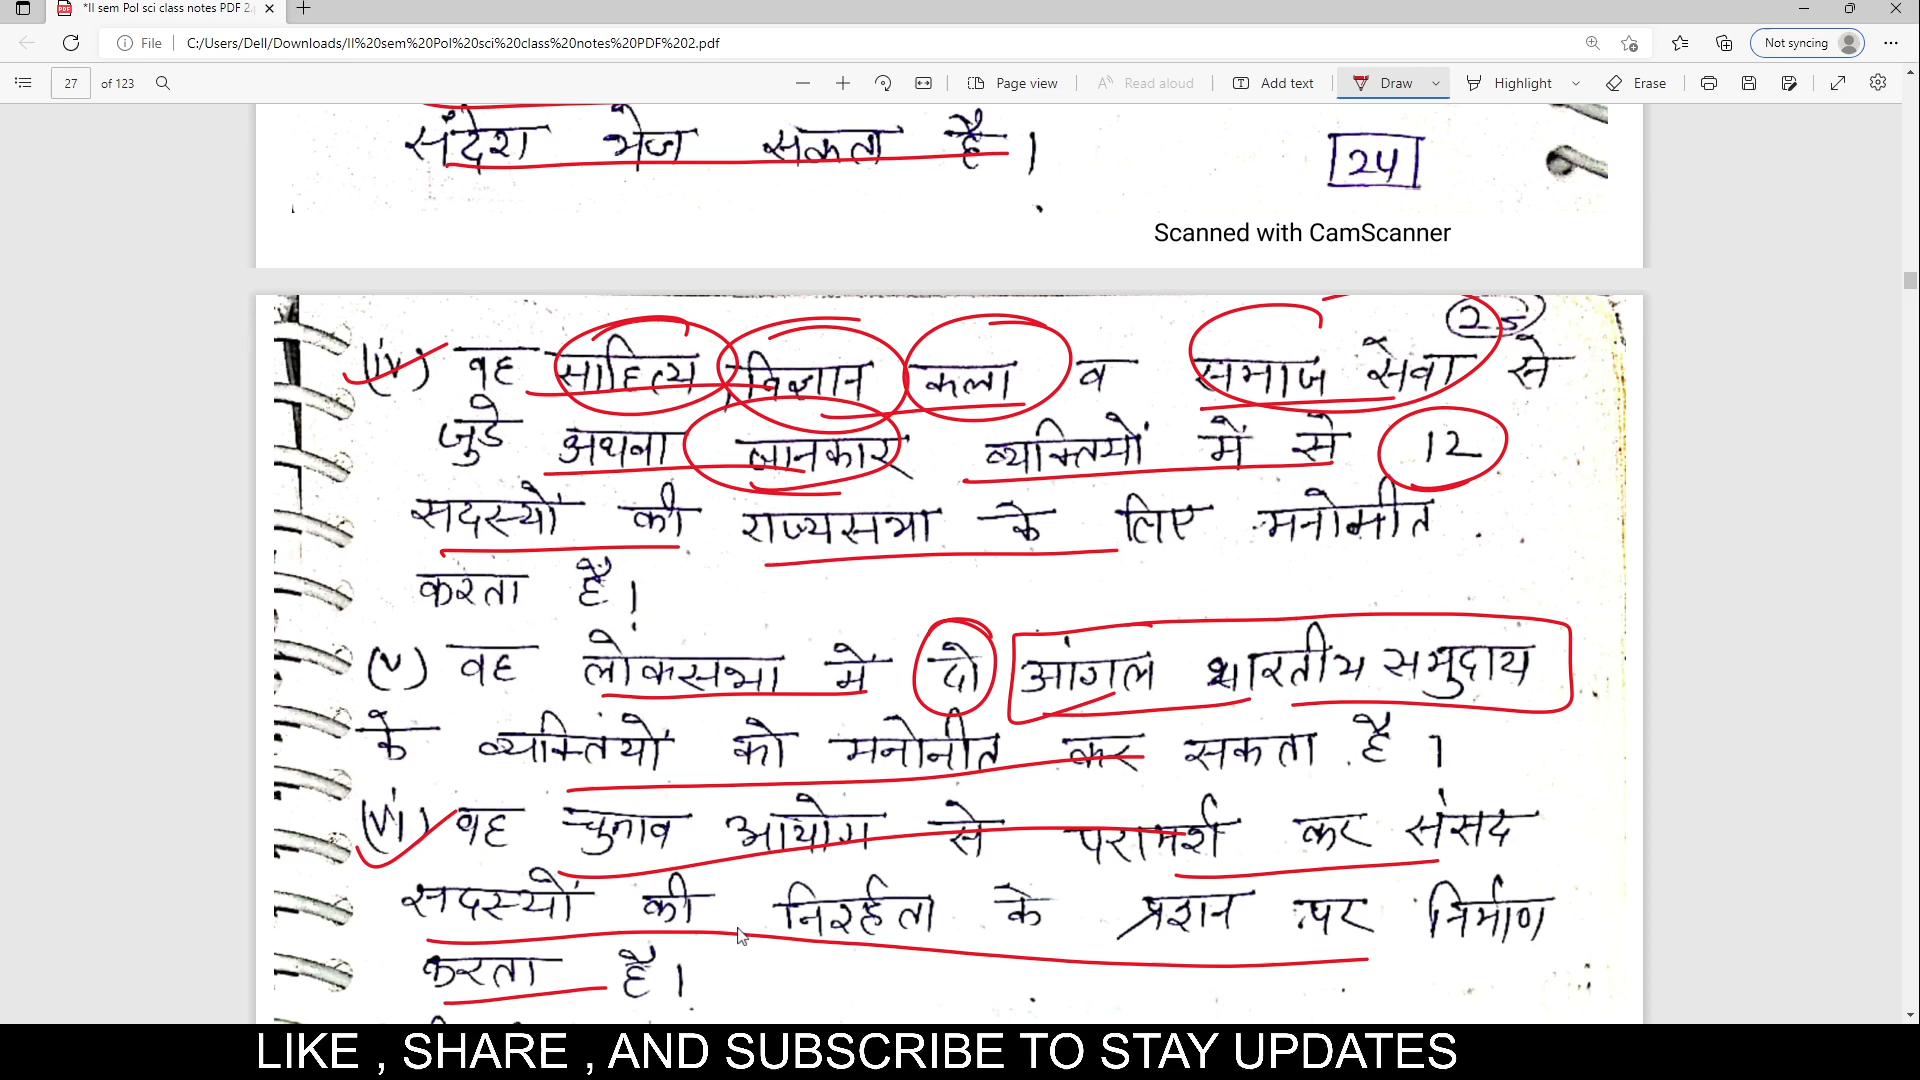 *II sem Pol sci class notes PDF 2.
File C:/Users/Dell/Downloads/II%20sem%20Pol%20sci%20class%20notes%20PDF%202.pdf Not syncing
27 of 123 Page view Read aloud Add text Draw Highlight Erase
संदेश भेज सकता है।
24
Scanned with CamScanner
25
(iv) वह साहित्य, विज्ञान कला व समाज सेवा से
जुडे अथवा जानकार व्यक्तियों में से 12
सदस्यों की राज्यसभा के लिए मनोनीत
करता है।
(v) वह लोकसभा में दो आंगल भारतीय समुदाय
के व्यक्तियों को मनोनीत कर सकता है।
(vi) वह चुनाव आयोग से परामर्श कर संसद
सदस्यों की निरर्हता के प्रशन पर निर्माण
करता है।
LIKE , SHARE , AND SUBSCRIBE TO STAY UPDATES